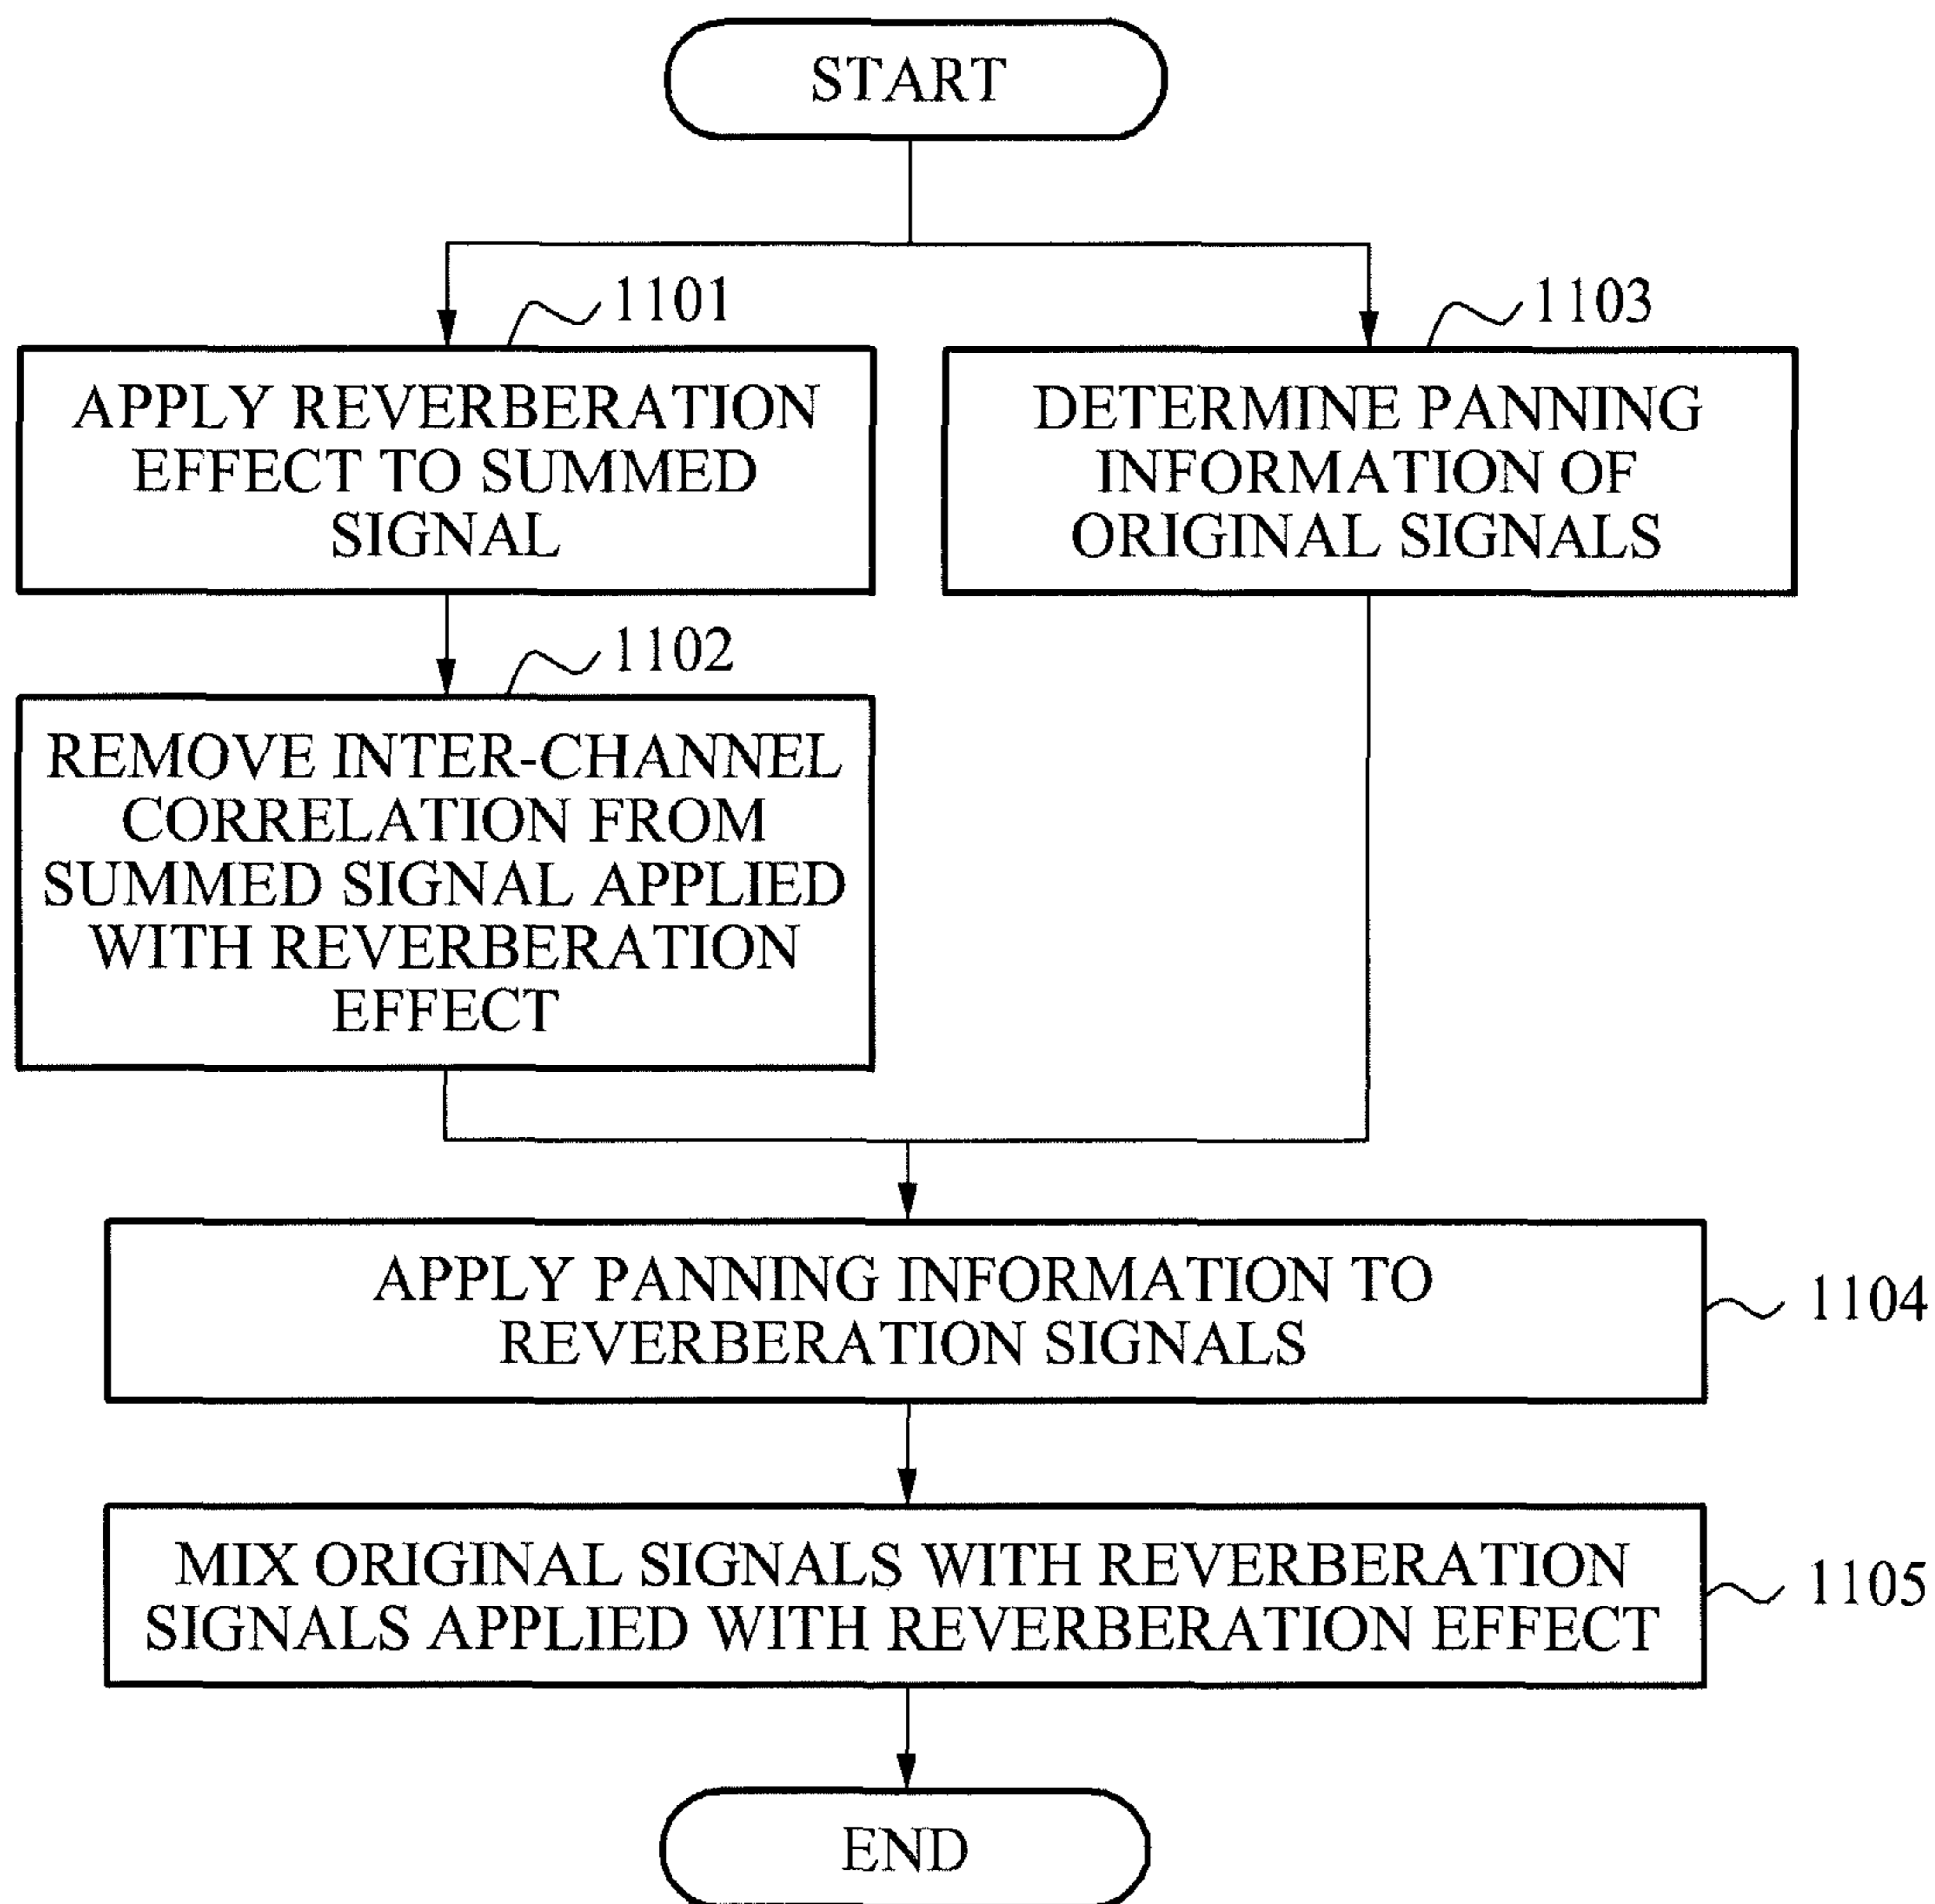 START
1101
APPLY REVERBERATION
EFFECT TO SUMMED
SIGNAL
1103
DETERMINE PANNING
INFORMATION OF
ORIGINAL SIGNALS
1102
REMOVE INTER-CHANNEL
CORRELATION FROM
SUMMED SIGNAL APPLIED
WITH REVERBERATION
EFFECT
APPLY PANNING INFORMATION TO
REVERBERATION SIGNALS
1104
MIX ORIGINAL SIGNALS WITH REVERBERATION
SIGNALS APPLIED WITH REVERBERATION EFFECT
1105
END